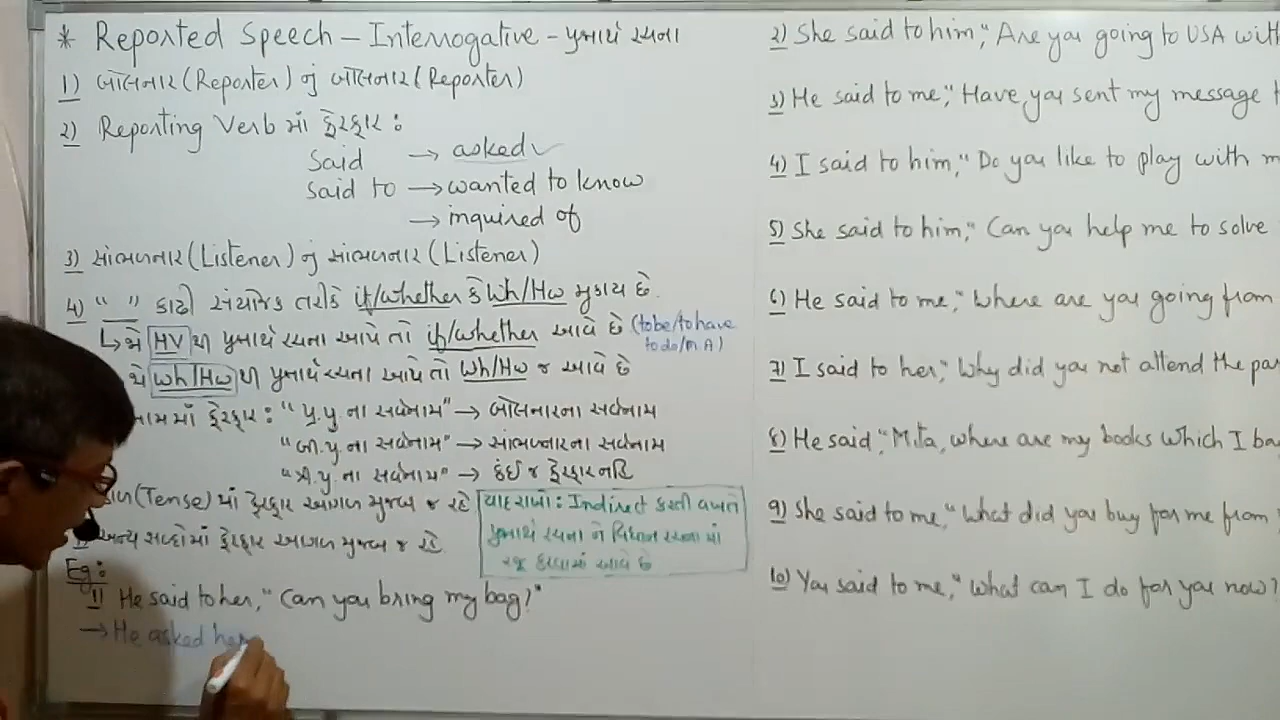 * Reported Speech – Interrogative – પ્રશ્નાર્થ રચના
1) બોલનાર (Reporter) નું બોલનાર (Reporter)
2) Reporting Verb માં ફેરફાર :
said → asked ✓
said to → wanted to know
→ inquired of
3) સાંભળનાર (Listener) નું સાંભળનાર (Listener)
4) “ ” કાઢી સંયોજક તરીકે if/whether કે Wh/How મુકાય છે.
↳ જો HV થી પ્રશ્નાર્થ રચના આપે તો if/whether આવે છે (to be/to have
to do/M.A)
જો Wh/How થી પ્રશ્નાર્થ રચના આપે તો Wh/How જ આવે છે
નામમાં ફેરફાર : “પ્ર.પુ.ના સર્વનામ” → બોલનારના સર્વનામ
“બી.પુ.ના સર્વનામ” → સાંભળનારના સર્વનામ
“ત્રી.પુ.ના સર્વનામ” → કંઈ જ ફેરફાર નહિ
કાળ (Tense) માં ફેરફાર આગળ મુજબ જ રહે
અન્ય શબ્દોમાં ફેરફાર આગળ મુજબ જ રહે
યાદ રાખો : Indirect કરતી વખતે
પ્રશ્નાર્થ રચના ને વિધાન રચના માં
રજૂ કરવામાં આવે છે
Eg:
1) He said to her, “Can you bring my bag?”
→ He asked her
2) She said to him, “Are you going to USA with
3) He said to me, “Have you sent my message
4) I said to him, “Do you like to play with
5) She said to him, “Can you help me to solve
6) He said to me, “Where are you going from
7) I said to her, “Why did you not attend the
8) He said “Mita, where are my books which I
9) She said to me, “What did you buy for me from
10) You said to me, “What can I do for you now?